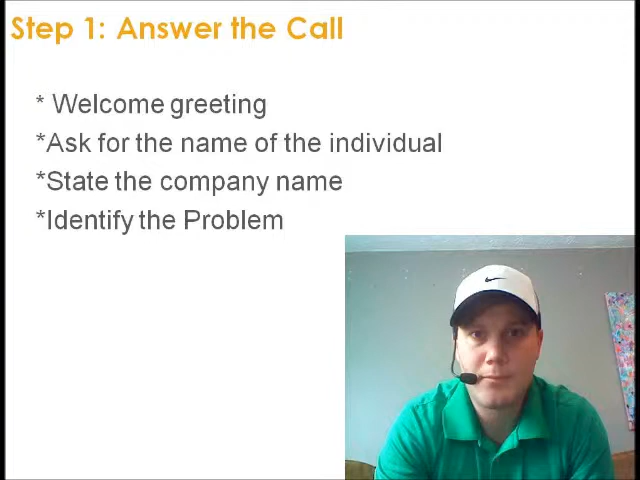 Step 1: Answer the Call
* Welcome greeting
*Ask for the name of the individual
*State the company name
*Identify the Problem